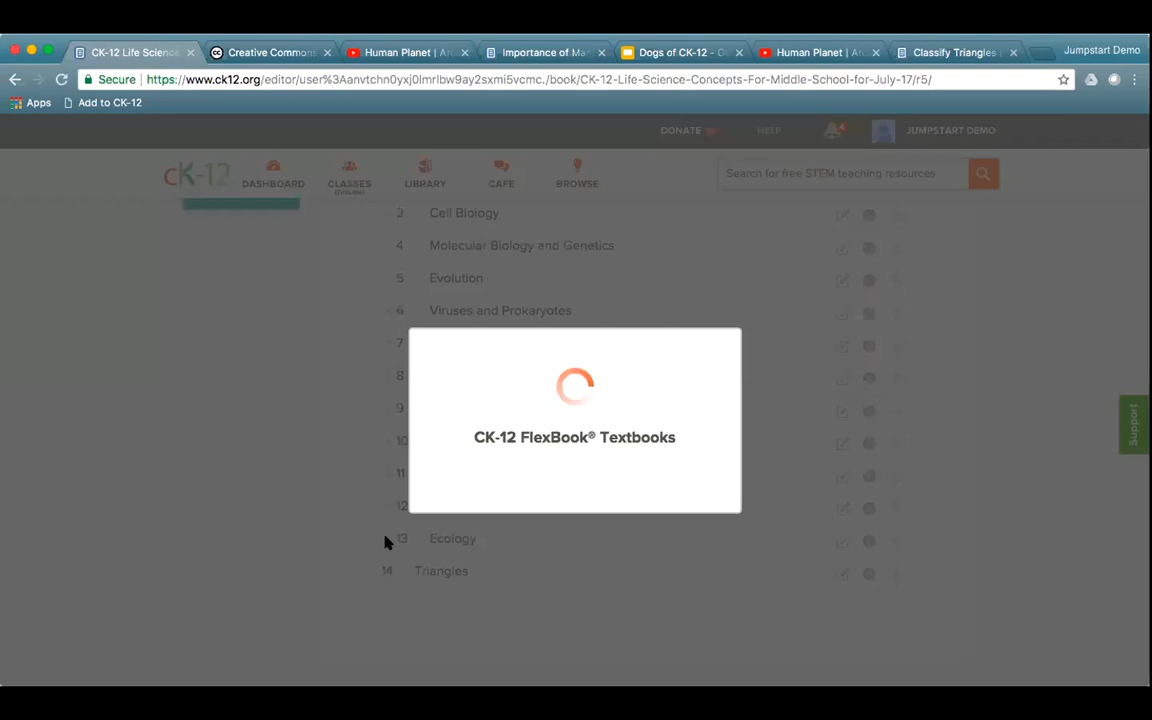 CK-12 Life Science
Creative Commons
Human Planet | Arc
Importance of Ma
Dogs of CK-12 - G
Human Planet | Arc
Classify Triangles
Jumpstart Demo
Secure https://www.ck12.org/editor/user%3Aanvtchn0yxj0lmrlbw9ay2sxmi5vcmc./book/CK-12-Life-Science-Concepts-For-Middle-School-for-July-17/r5/
Apps Add to CK-12
DONATE HELP 4 JUMPSTART DEMO
cK-12 DASHBOARD CLASSES LIBRARY CAFE BROWSE Search for free STEM teaching resources
3 Cell Biology
4 Molecular Biology and Genetics
5 Evolution
6 Viruses and Prokaryotes
7
8
9
10
11
12
CK-12 FlexBook® Textbooks
Support
13 Ecology
14 Triangles